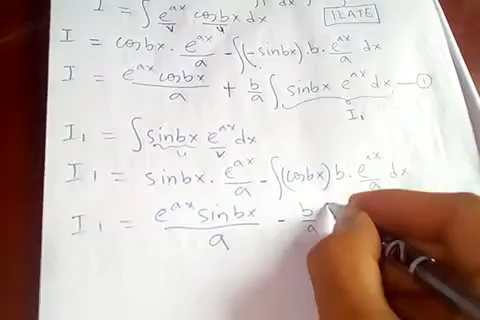 I = ∫ e^ax cosbx dx ∫ dx
v u ILATE
I = cosbx · e^ax/a - ∫(-sinbx) b · e^ax/a dx
I = e^ax cosbx/a + b/a ∫ sinbx e^ax dx — ①
I₁
I₁ = ∫ sinbx e^ax dx
u v
I₁ = sinbx · e^ax/a - ∫(cosbx) b · e^ax/a dx
I₁ = e^ax sinbx/a - b/a